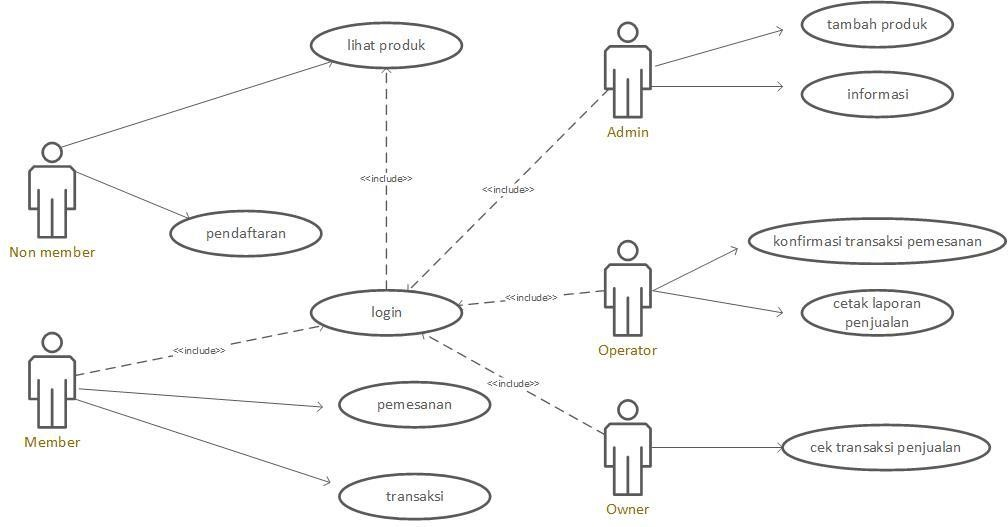 tambah produk
lihat produk
informasi
Admin
<<include>>
<<include>>
Non member
pendaftaran
konfirmasi transaksi pemesanan
<<include>>
login
cetak laporan
penjualan
Operator
<<include>>
<<include>>
pemesanan
Member
cek transaksi penjualan
transaksi
Owner